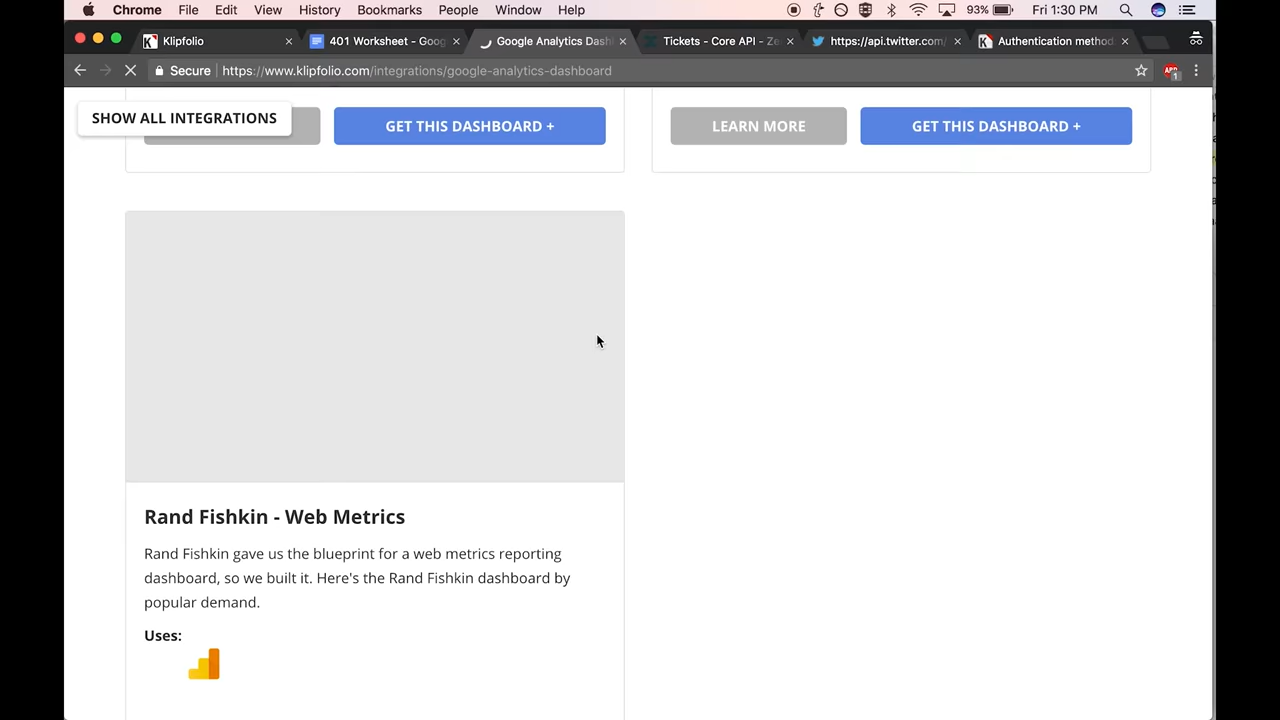 Chrome File Edit View History Bookmarks People Window Help 93% Fri 1:30 PM
Klipfolio 401 Worksheet - Goog Google Analytics Dash Tickets - Core API - Ze https://api.twitter.com/ Authentication method
Secure https://www.klipfolio.com/integrations/google-analytics-dashboard
SHOW ALL INTEGRATIONS
GET THIS DASHBOARD + LEARN MORE GET THIS DASHBOARD +
Rand Fishkin - Web Metrics
Rand Fishkin gave us the blueprint for a web metrics reporting
dashboard, so we built it. Here's the Rand Fishkin dashboard by
popular demand.
Uses: